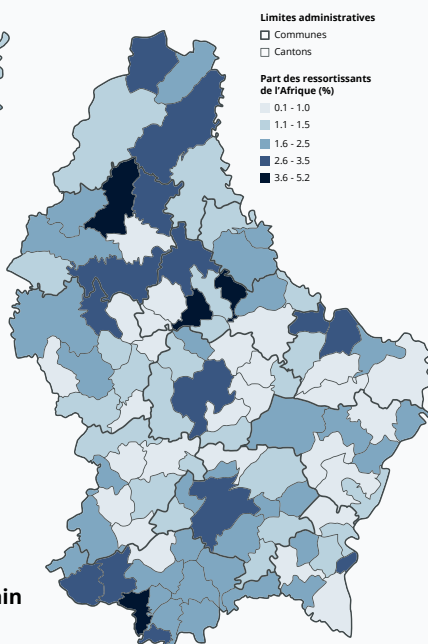 Limites administratives
Communes
Cantons
Part des ressortissants
de l'Afrique (%)
0.1 - 1.0
1.1 - 1.5
1.6 - 2.5
2.6 - 3.5
3.6 - 5.2